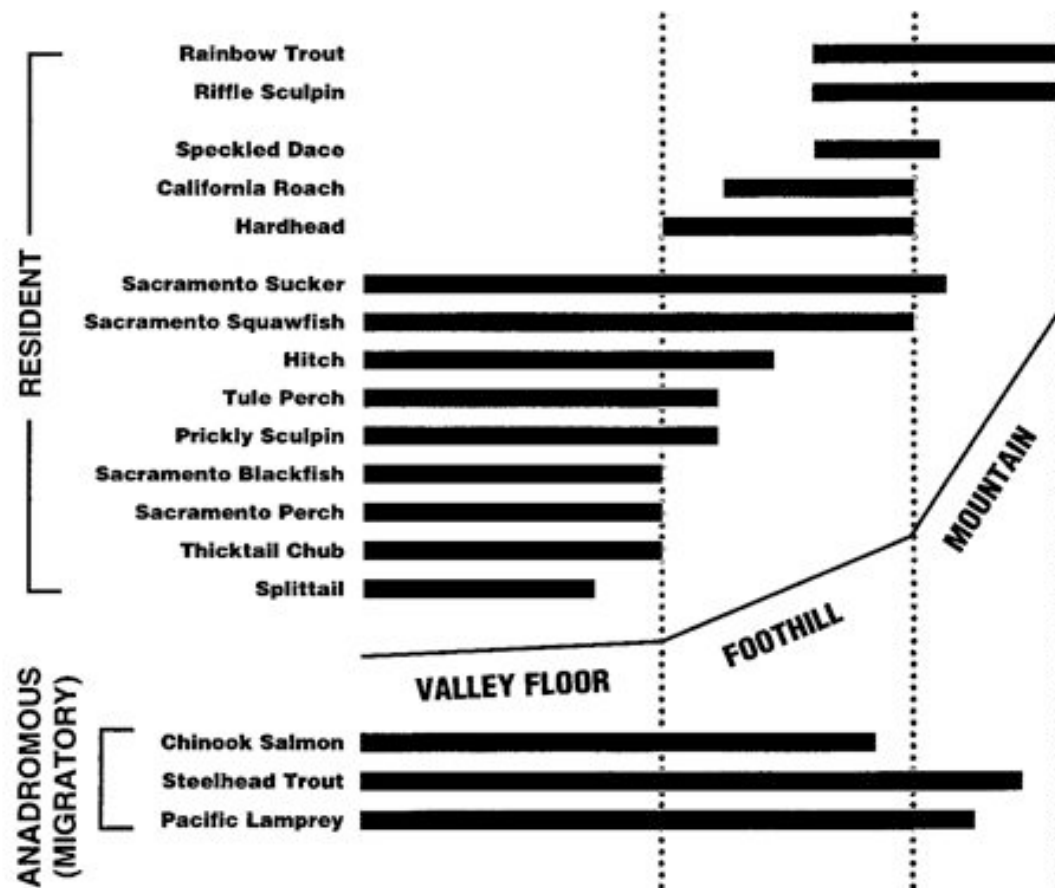 RESIDENT
Rainbow Trout
Riffle Sculpin
Speckled Dace
California Roach
Hardhead
Sacramento Sucker
Sacramento Squawfish
Hitch
Tule Perch
Prickly Sculpin
Sacramento Blackfish
Sacramento Perch
Thicktail Chub
Splittail
VALLEY FLOOR
FOOTHILL
MOUNTAIN
ANADROMOUS
(MIGRATORY)
Chinook Salmon
Steelhead Trout
Pacific Lamprey